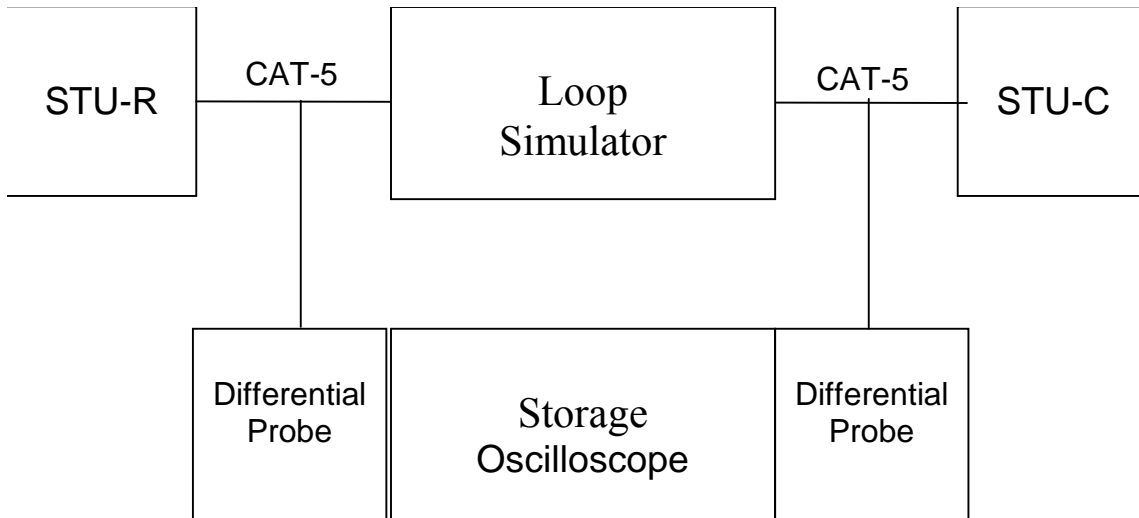 STU-R
CAT-5
Loop
Simulator
CAT-5
STU-C
Differential
Probe
Storage
Oscilloscope
Differential
Probe